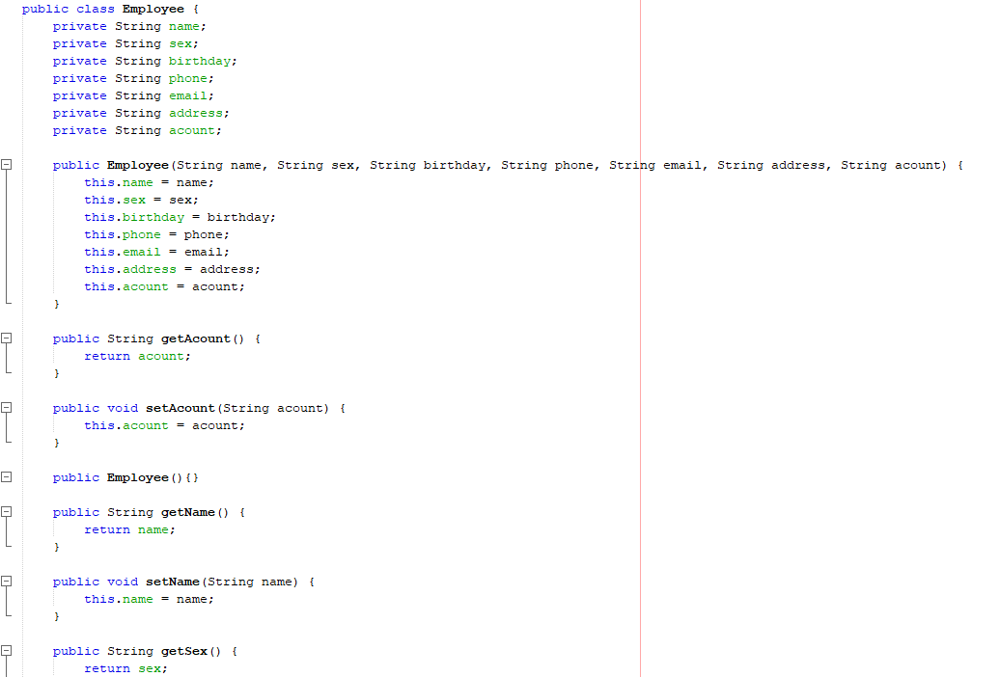 public class Employee {
    private String name;
    private String sex;
    private String birthday;
    private String phone;
    private String email;
    private String address;
    private String acount;

    public Employee(String name, String sex, String birthday, String phone, String email, String address, String acount) {
        this.name = name;
        this.sex = sex;
        this.birthday = birthday;
        this.phone = phone;
        this.email = email;
        this.address = address;
        this.acount = acount;
    }

    public String getAcount() {
        return acount;
    }

    public void setAcount(String acount) {
        this.acount = acount;
    }

    public Employee(){}

    public String getName() {
        return name;
    }

    public void setName(String name) {
        this.name = name;
    }

    public String getSex() {
        return sex;